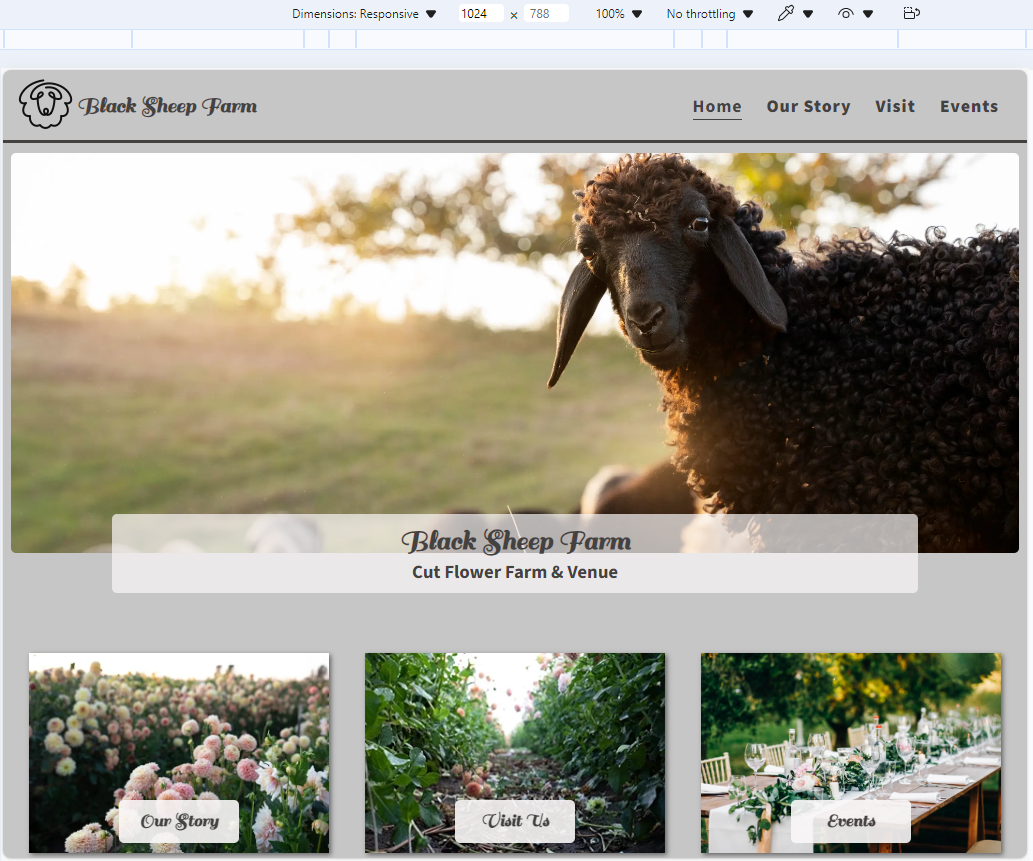 Dimensions: Responsive 1024 × 788 100% No throttling
Black Sheep Farm Home Our Story Visit Events
Black Sheep Farm
Cut Flower Farm & Venue
Our Story Visit Us Events